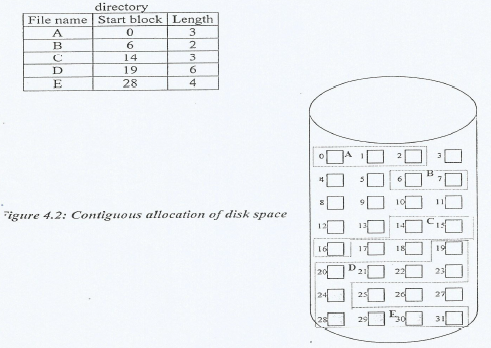 directory
File name Start block Length
A 0 3
B 6 2
C 14 3
D 19 6
E 28 4
0 A 1 2 3
4 5 6 B 7
8 9 10 11
12 13 14 C 15
16 17 18 19
20 D 21 22 23
24 25 26 27
28 29 E 30 31
Figure 4.2: Contiguous allocation of disk space